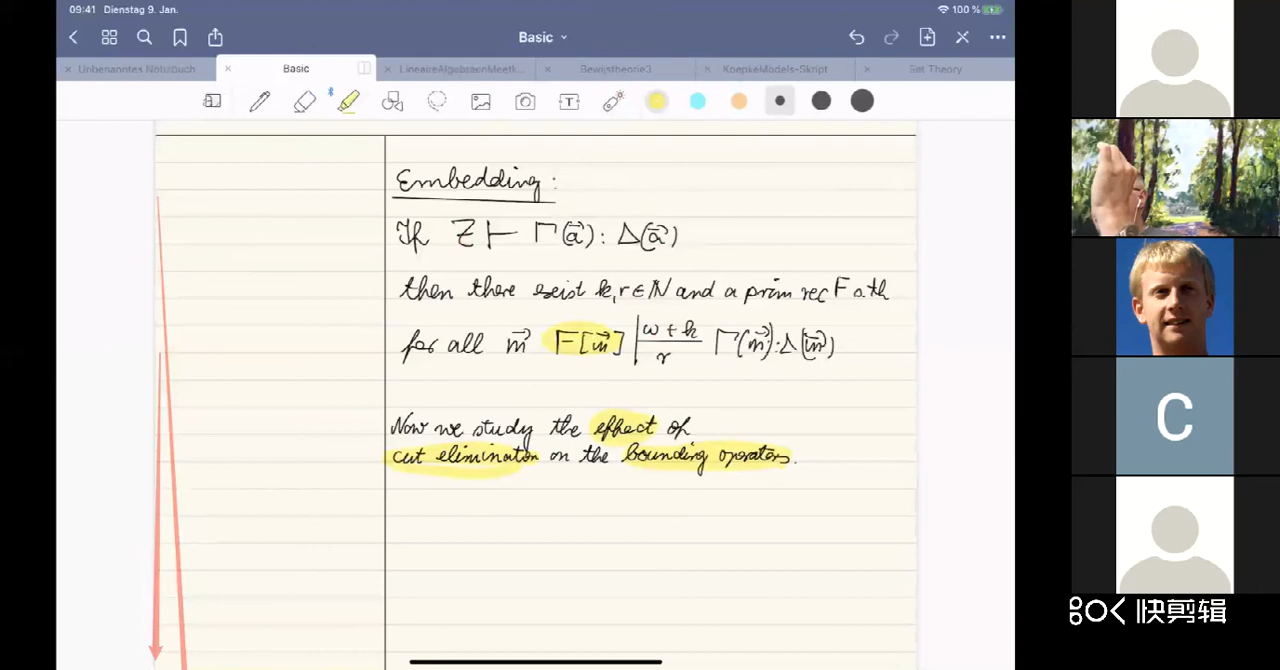 09:41 Dienstag 9. Jan.
100 %
Basic
Unbenanntes Notizbuch
Basic
LineaireAlgebraenMeetk...
Bewijstheorie3
KoepkeModels-Skript
Set Theory
Embedding:
If Z ⊢ Γ(a⃗) : Δ(a⃗)
then there exist k, r ∈ N and a prim rec F s.th
for all m⃗ F[m⃗] |ω+k/r Γ(m⃗) : Δ(m⃗)
Now we study the effect of
cut elimination on the bounding operators.
C
快剪辑